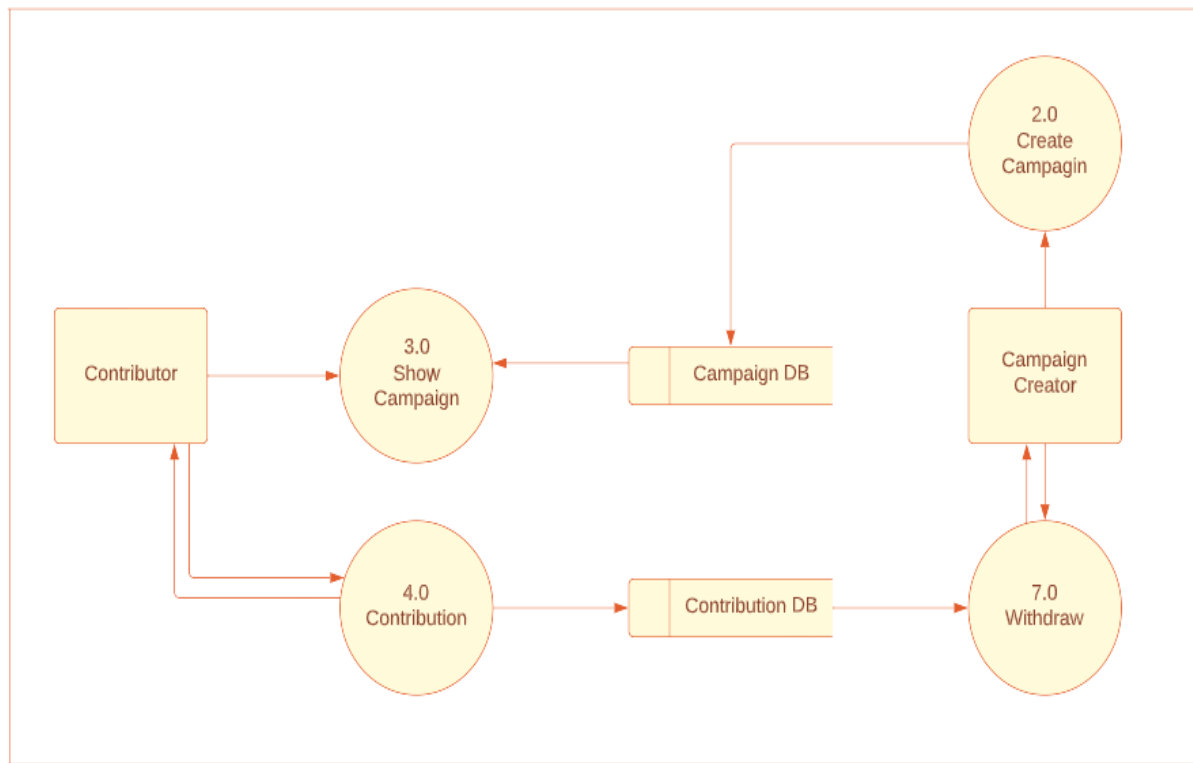 2.0
Create
Campagin
Contributor
3.0
Show
Campaign
Campaign DB
Campaign
Creator
4.0
Contribution
Contribution DB
7.0
Withdraw